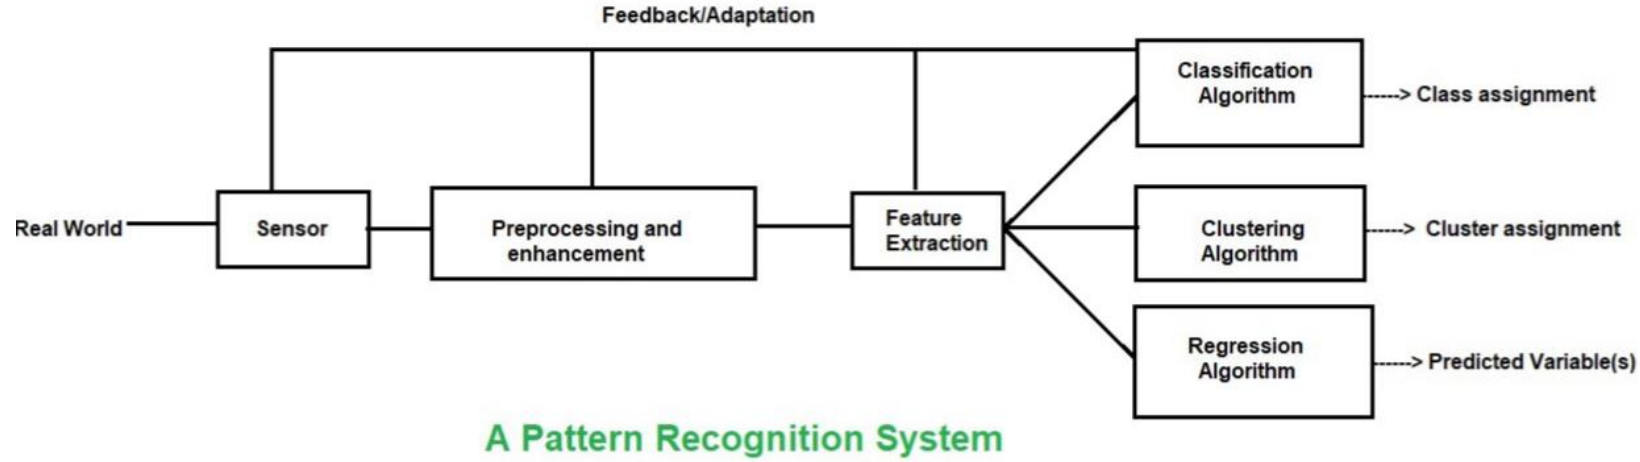 Feedback/Adaptation
Classification
Algorithm
-----> Class assignment
Real World
Sensor
Preprocessing and
enhancement
Feature
Extraction
Clustering
Algorithm
-----> Cluster assignment
Regression
Algorithm
-----> Predicted Variable(s)
A Pattern Recognition System